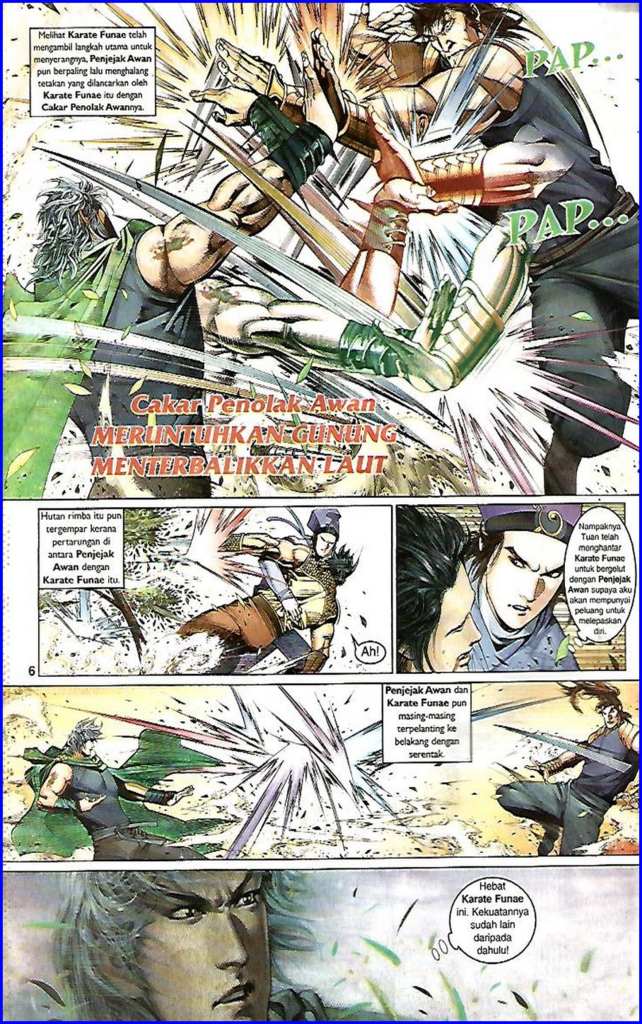 Melihat Karate Funae telah
mengambil langkah utama untuk
menyerangnya, Penjejak Awan
pun berpaling lalu menghalang
tetakan yang dilancarkan oleh
Karate Funae itu dengan
Cakar Penolak Awannya.
PAP...
PAP...
Cakar Penolak Awan
MERUNTUHKAN GUNUNG
MENTERBALIKKAN LAUT
Hutan rimba itu pun
tergempar kerana
pertarungan di
antara Penjejak
Awan dengan
Karate Funae itu.
Ah!
Nampaknya
Tuan telah
menghantar
Karate Funae
untuk bergelut
dengan Penjejak
Awan supaya aku
akan mempunyai
peluang untuk
melepaskan
diri.
6
Penjejak Awan dan
Karate Funae pun
masing-masing
terpelanting ke
belakang dengan
serentak.
Hebat
Karate Funae
ini. Kekuatannya
sudah lain
daripada
dahulu!